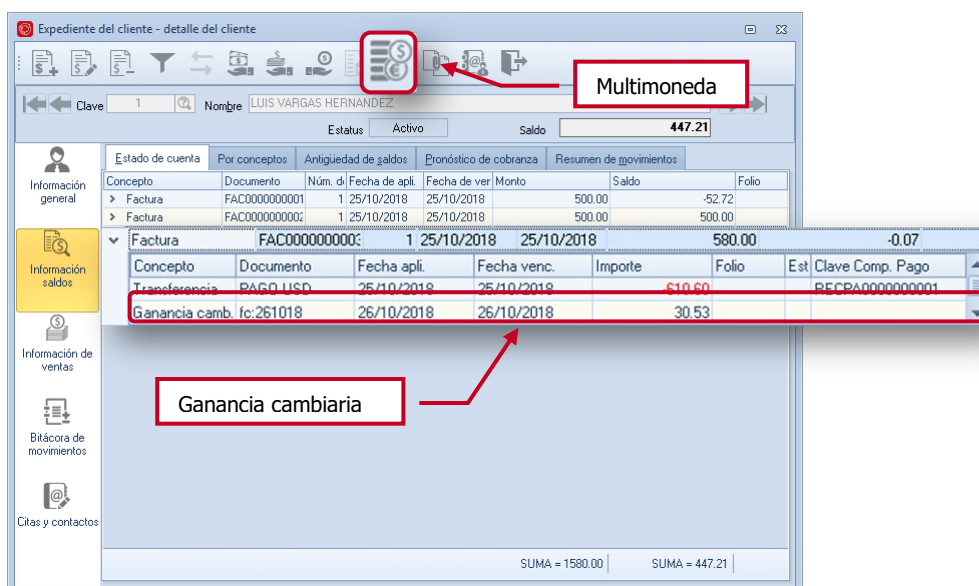 Expediente del cliente - detalle del cliente
Multimoneda
Clave 1 Nombre LUIS VARGAS HERNANDEZ
Estatus Activo Saldo 447.21
Información general
Información saldos
Información de ventas
Bitácora de movimientos
Citas y contactos
Estado de cuenta Por conceptos Antigüedad de saldos Pronóstico de cobranza Resumen de movimientos
Concepto Documento Núm. d Fecha de apli. Fecha de ver Monto Saldo Folio
Factura FAC0000000001 1 25/10/2018 25/10/2018 500.00 -52.72
Factura FAC0000000002 1 25/10/2018 25/10/2018 500.00 500.00
Factura FAC0000000003 1 25/10/2018 25/10/2018 580.00 -0.07
Concepto Documento Fecha apli. Fecha venc. Importe Folio Est Clave Comp. Pago
Transferencia PAGO USD 25/10/2018 25/10/2018 -610.60 RECPA0000000001
Ganancia camb. fc:261018 26/10/2018 26/10/2018 30.53
Ganancia cambiaria
SUMA = 1580.00 SUMA = 447.21